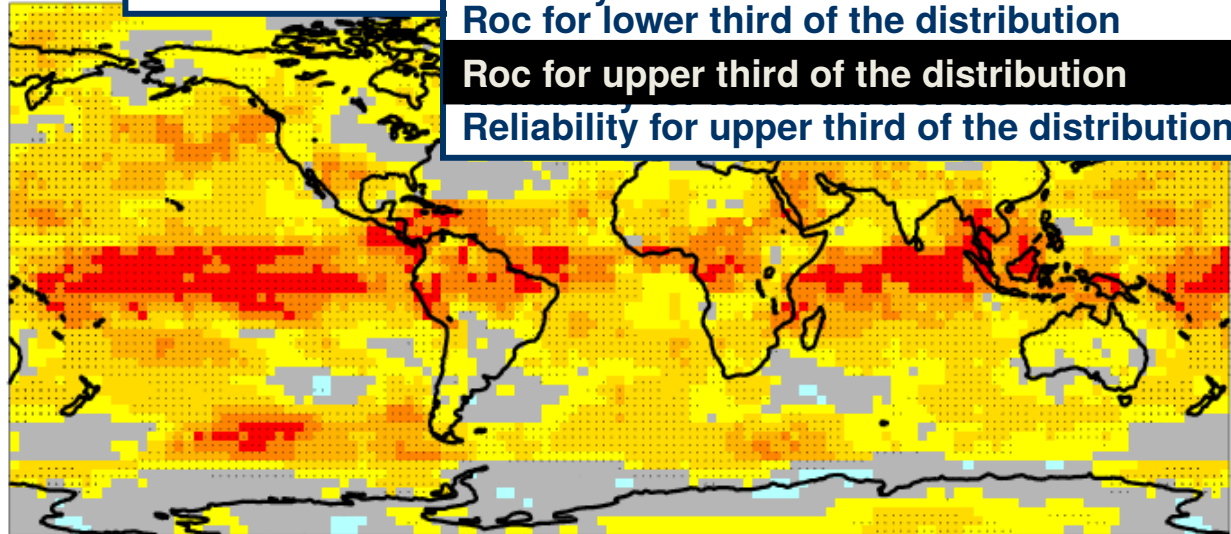 Roc for lower third of the distribution
Roc for upper third of the distribution
Reliability for upper third of the distribution